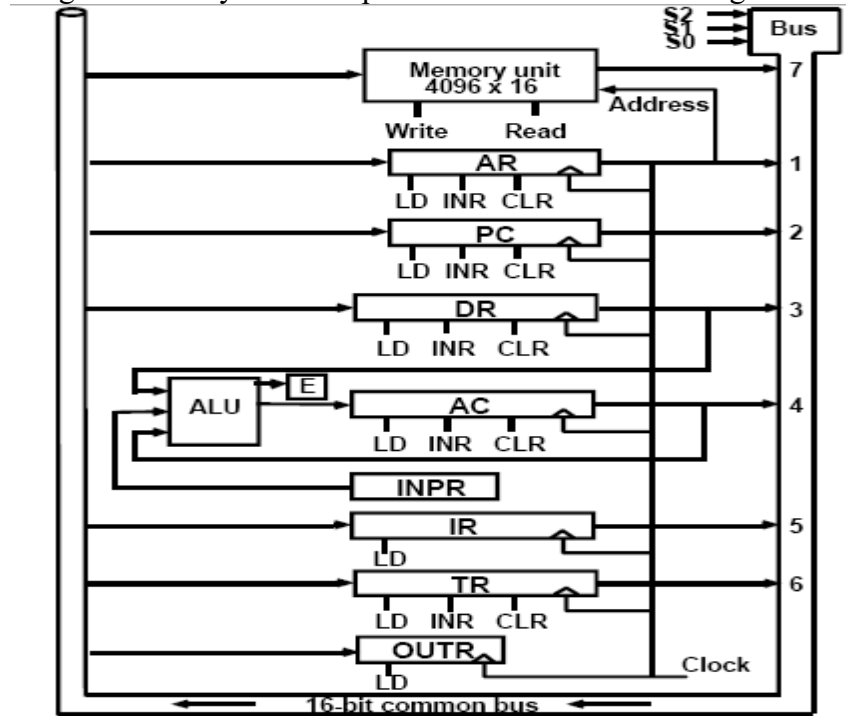 S2
S1
S0
Bus
Memory unit
4096 x 16
7
Address
Write Read
AR
1
LD INR CLR
PC
2
LD INR CLR
DR
3
LD INR CLR
E
ALU
AC
4
LD INR CLR
INPR
IR
5
LD
TR
6
LD INR CLR
OUTR
LD
Clock
16-bit common bus